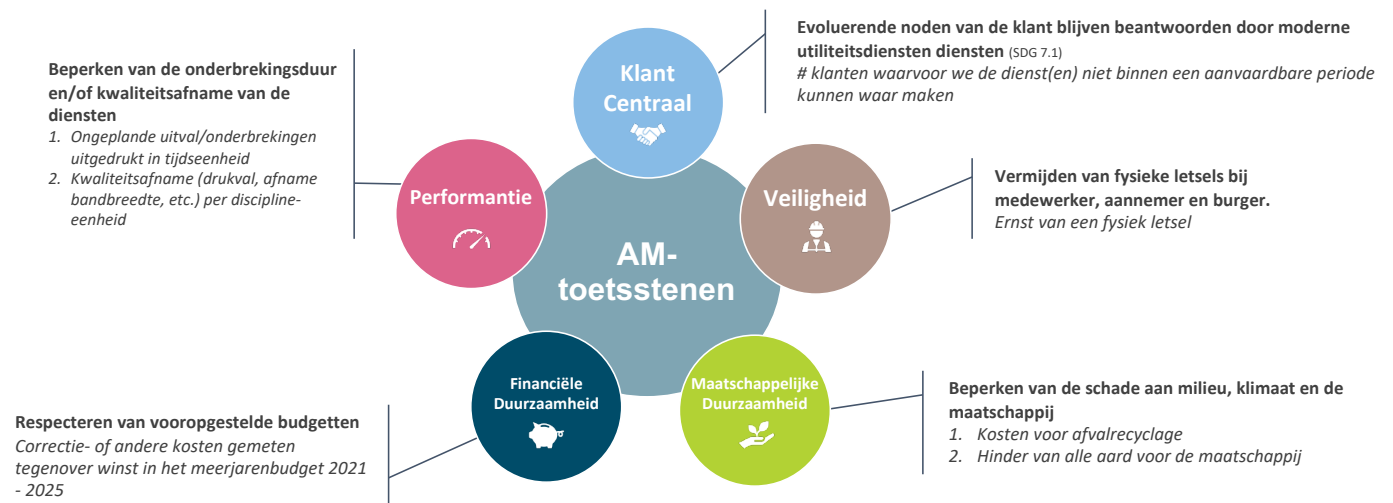 Evoluerende noden van de klant blijven beantwoorden door moderne
utiliteitsdiensten diensten (SDG 7.1)
# klanten waarvoor we de dienst(en) niet binnen een aanvaardbare periode
kunnen waar maken
Klant
Centraal
Beperken van de onderbrekingsduur
en/of kwaliteitsafname van de
diensten
1. Ongeplande uitval/onderbrekingen
uitgedrukt in tijdseenheid
2. Kwaliteitsafname (drukval, afname
bandbreedte, etc.) per discipline-
eenheid
Performantie
Veiligheid
Vermijden van fysieke letsels bij
medewerker, aannemer en burger.
Ernst van een fysiek letsel
AM-
toetsstenen
Financiële
Duurzaamheid
Maatschappelijke
Duurzaamheid
Respecteren van vooropgestelde budgetten
Correctie- of andere kosten gemeten
tegenover winst in het meerjarenbudget 2021
- 2025
Beperken van de schade aan milieu, klimaat en de
maatschappij
1. Kosten voor afvalrecyclage
2. Hinder van alle aard voor de maatschappij